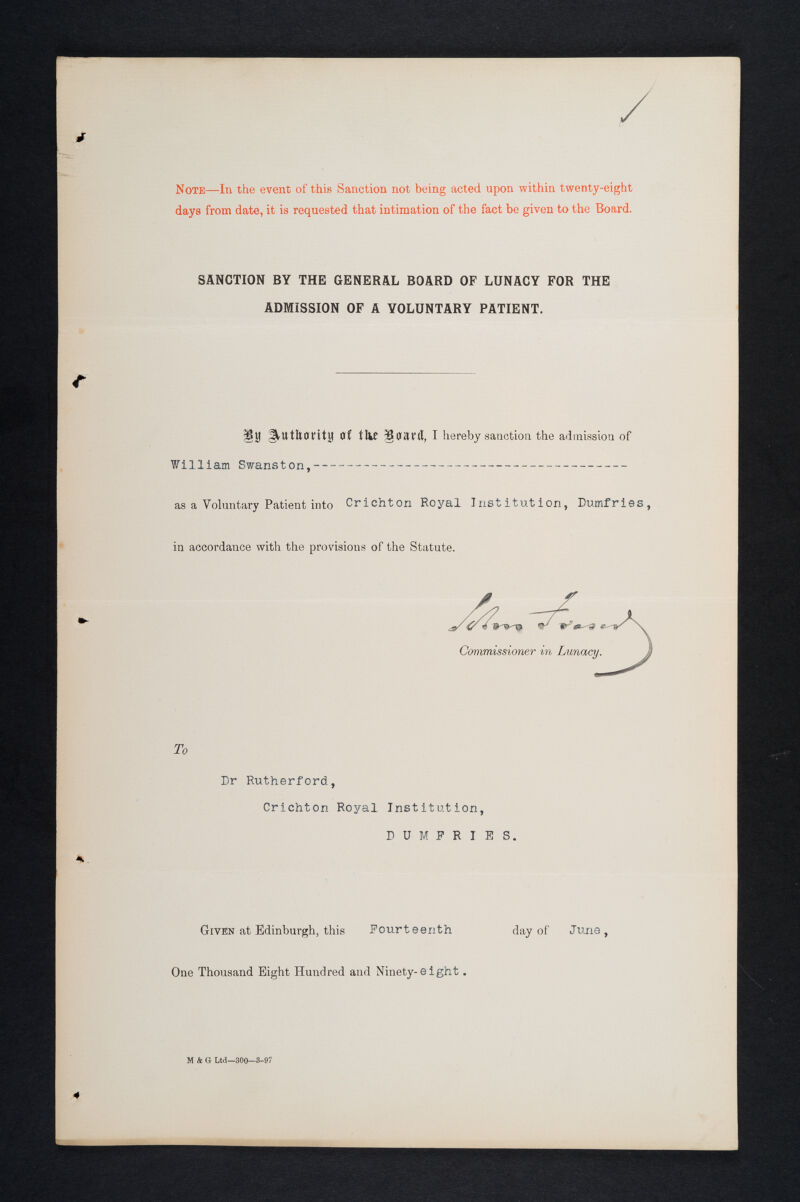 NOTE—In the event of this Sanction not being acted upon within twenty-eight
days from date, it is requested that intimation of the fact be given to the Board.
SANCTION BY THE GENERAL BOARD OF LUNACY FOR THE
ADMISSION OF A VOLUNTARY PATIENT.
By Authority of the Board, I hereby sanction the admission of
William Swanston,--------------------------------------
as a Voluntary Patient into Crichton Royal Institution, Dumfries,
in accordance with the provisions of the Statute.
John Fraser
Commissioner in Lunacy.
To
Dr Rutherford,
Crichton Royal Institution,
D U M F R I E S.
GIVEN at Edinburgh, this Fourteenth day of June,
One Thousand Eight Hundred and Ninety-eight.
M & G Ltd—300—3-97